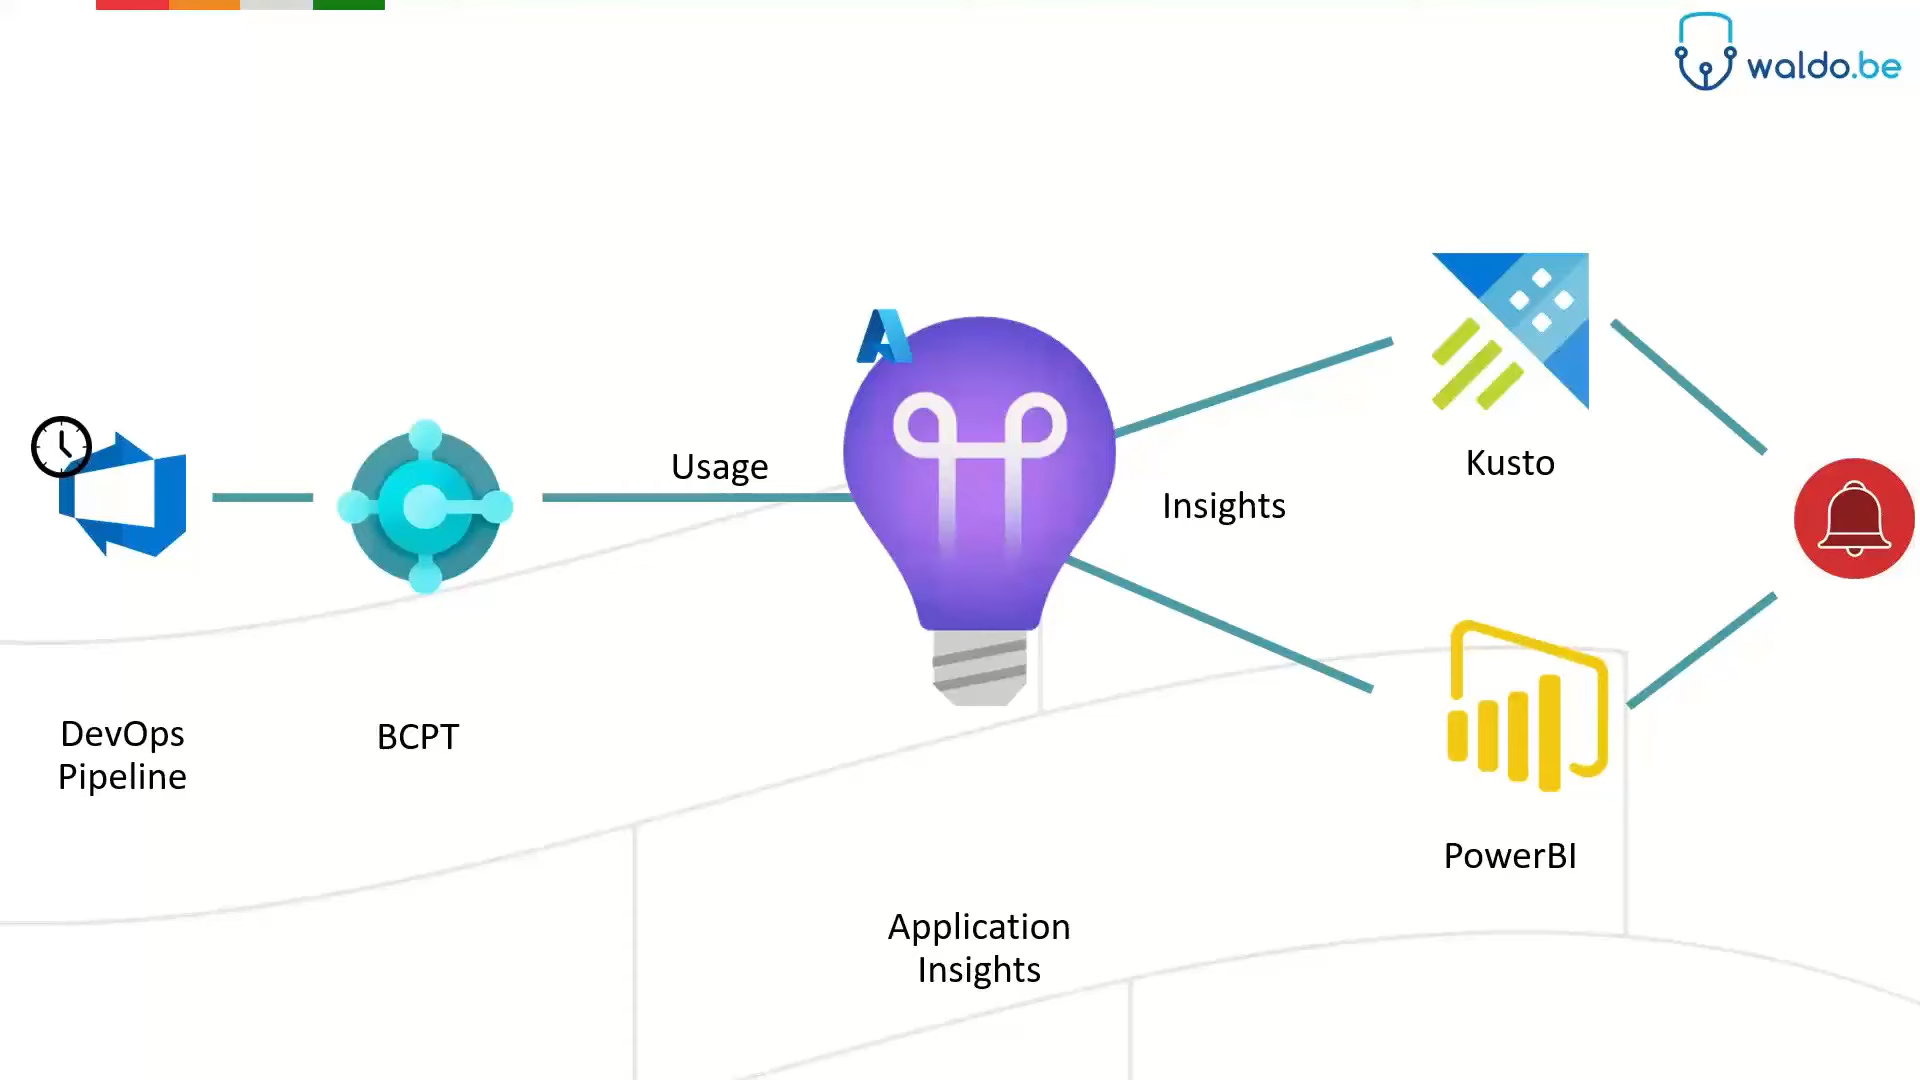 waldo.be
Usage
Kusto
Insights
DevOps
Pipeline
BCPT
PowerBI
Application
Insights